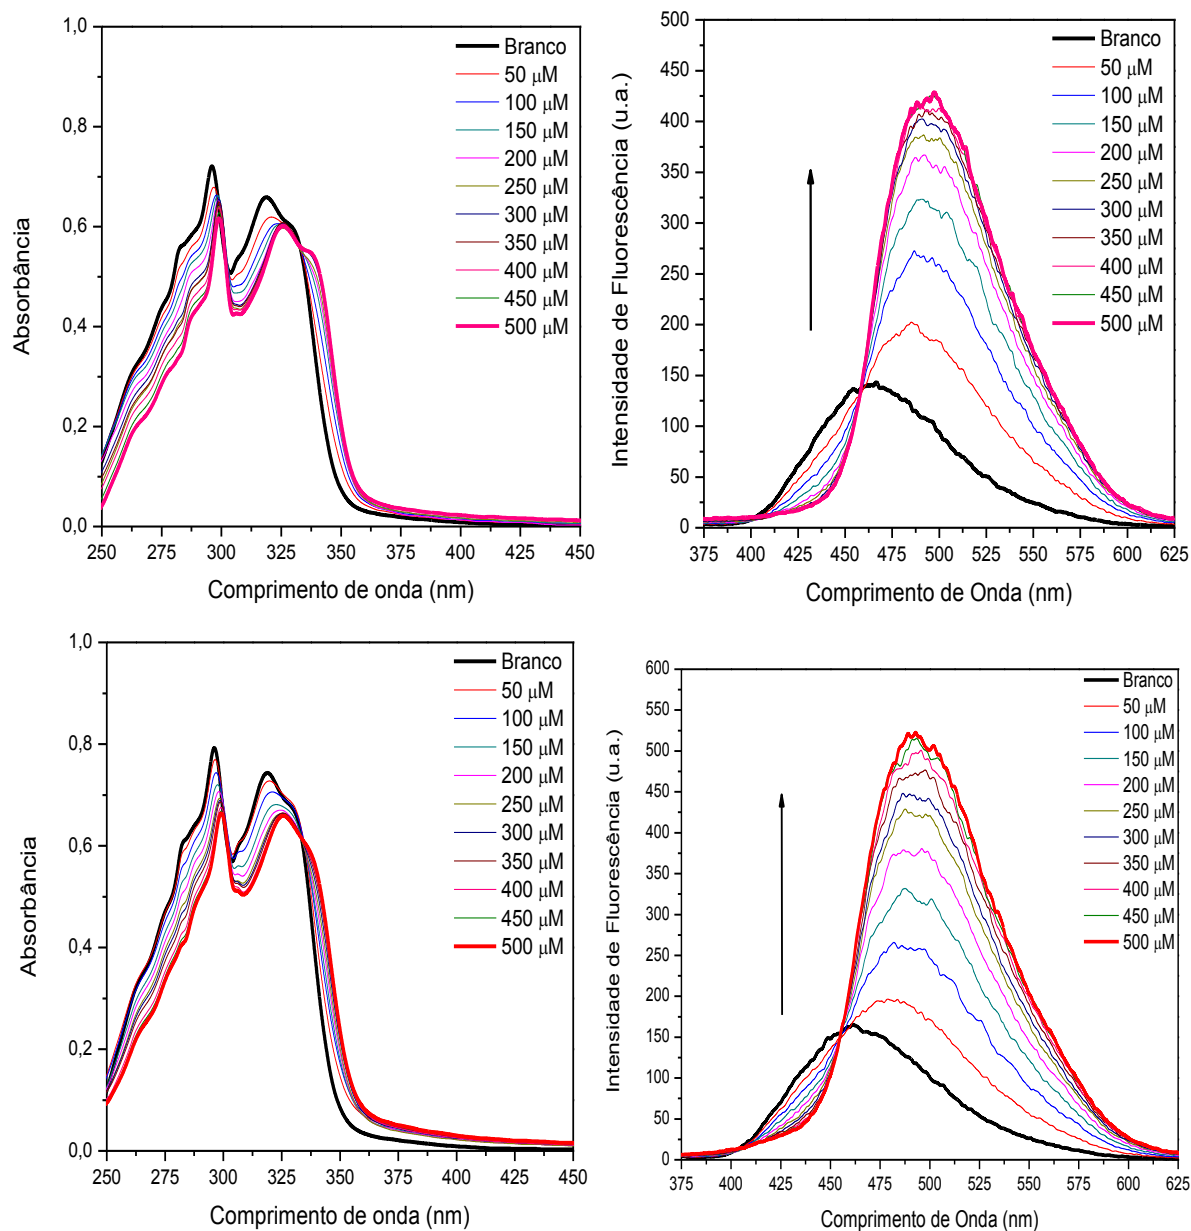 1,0
0,8
0,6
0,4
0,2
0,0
Absorbância
250 275 300 325 350 375 400 425 450
Comprimento de onda (nm)
Branco
50 μM
100 μM
150 μM
200 μM
250 μM
300 μM
350 μM
400 μM
450 μM
500 μM
500
450
400
350
300
250
200
150
100
50
0
Intensidade de Fluorescência (u.a.)
375 400 425 450 475 500 525 550 575 600 625
Comprimento de Onda (nm)
Branco
50 μM
100 μM
150 μM
200 μM
250 μM
300 μM
350 μM
400 μM
450 μM
500 μM
1,0
0,8
0,6
0,4
0,2
0,0
Absorbância
250 275 300 325 350 375 400 425 450
Comprimento de onda (nm)
Branco
50 μM
100 μM
150 μM
200 μM
250 μM
300 μM
350 μM
400 μM
450 μM
500 μM
600
550
500
450
400
350
300
250
200
150
100
50
0
Intensidade de Fluorescência (u.a.)
375 400 425 450 475 500 525 550 575 600 625
Comprimento de Onda (nm)
Branco
50 μM
100 μM
150 μM
200 μM
250 μM
300 μM
350 μM
400 μM
450 μM
500 μM